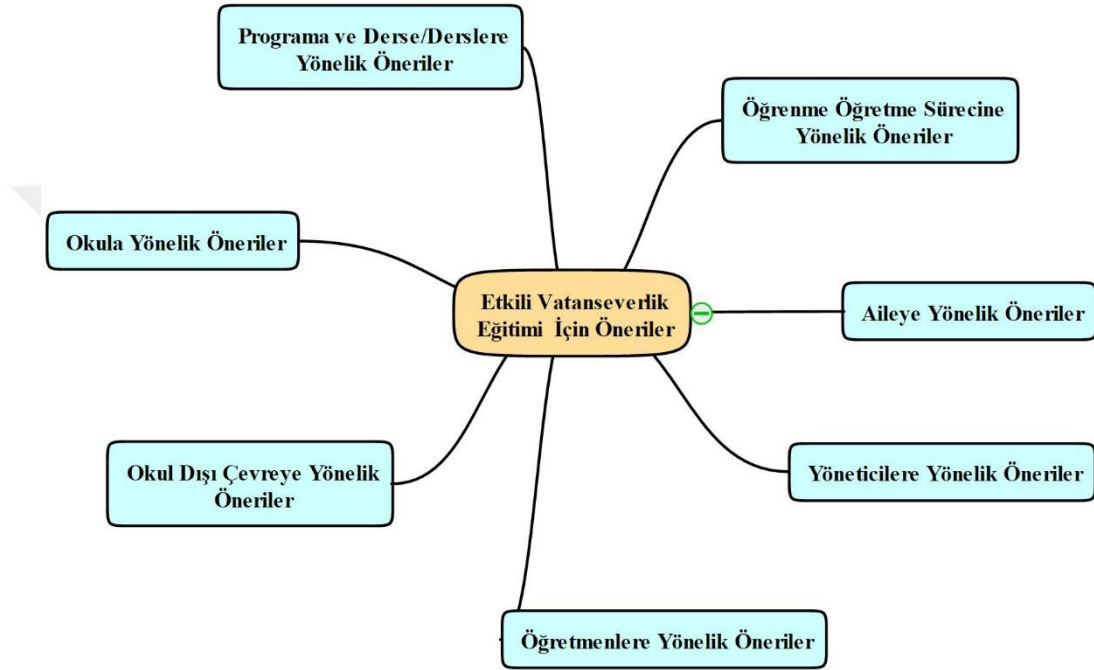 Programa ve Derse/Derslere
Yönelik Öneriler
Öğrenme Öğretme Sürecine
Yönelik Öneriler
Okula Yönelik Öneriler
Etkili Vatanseverlik
Eğitimi İçin Öneriler
Aileye Yönelik Öneriler
Okul Dışı Çevreye Yönelik
Öneriler
Yöneticilere Yönelik Öneriler
Öğretmenlere Yönelik Öneriler